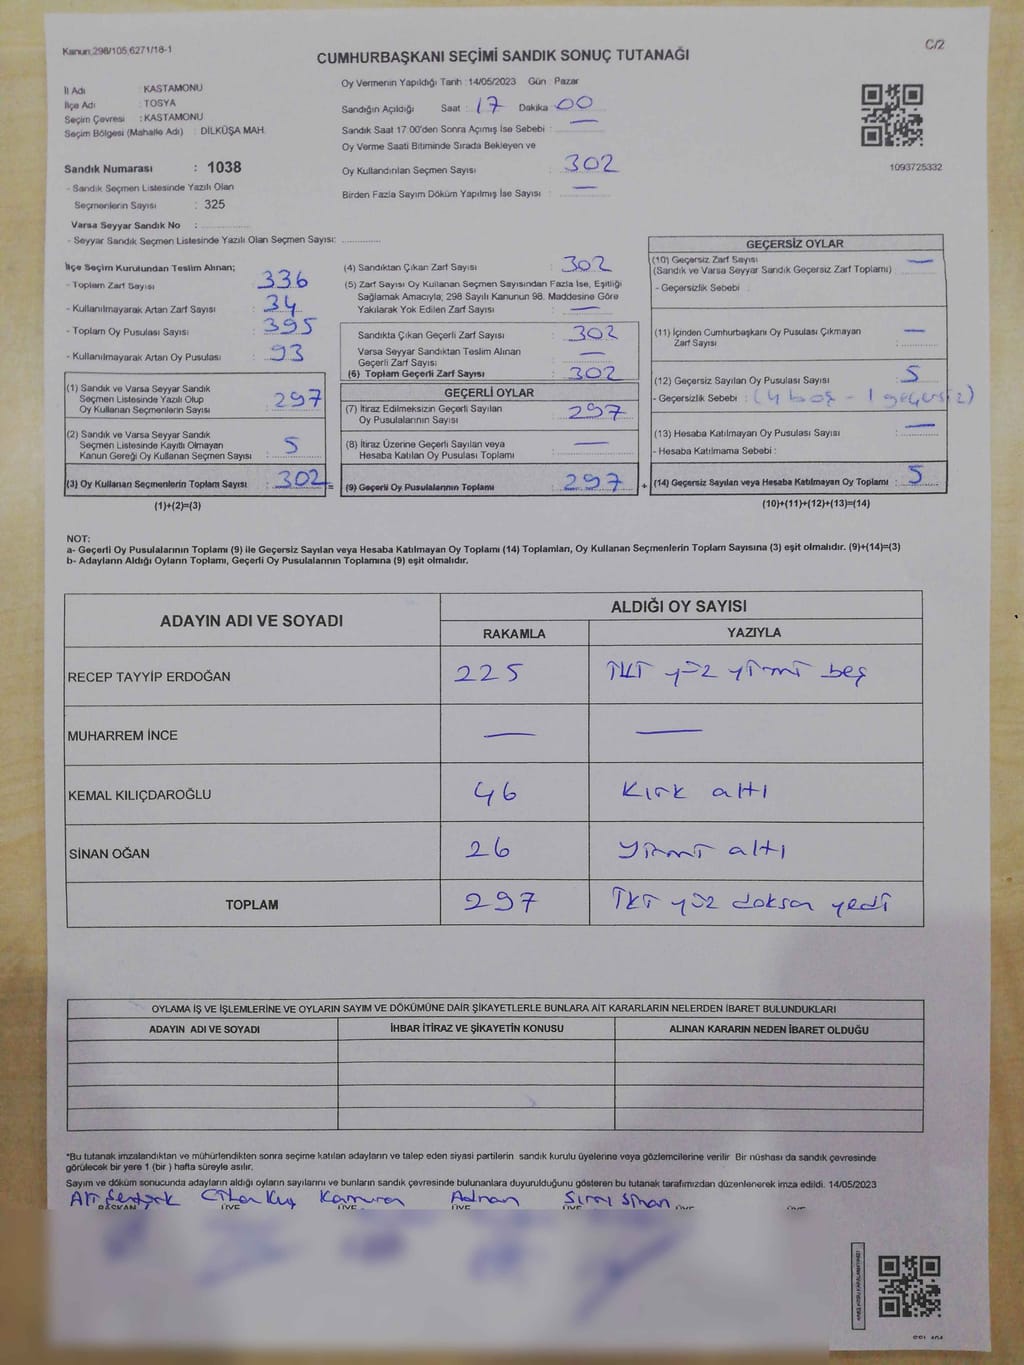 Kanun 298/105,6271/18-1
C/2
CUMHURBAŞKANI SEÇİMİ SANDIK SONUÇ TUTANAĞI
İl Adı : KASTAMONU
İlçe Adı : TOSYA
Seçim Çevresi : KASTAMONU
Seçim Bölgesi (Mahalle Adı) : DİLKÜŞA MAH.
Sandık Numarası : 1038
- Sandık Seçmen Listesinde Yazılı Olan
Seçmenlerin Sayısı : 325
Varsa Seyyar Sandık No :
- Seyyar Sandık Seçmen Listesinde Yazılı Olan Seçmen Sayısı:
Oy Vermenin Yapıldığı Tarih :14/05/2023 Gün : Pazar
Sandığın Açıldığı Saat : 17 Dakika : 00
Sandık Saat 17.00'den Sonra Açılmış İse Sebebi : —
Oy Verme Saati Bitiminde Sırada Bekleyen ve
Oy Kullandırılan Seçmen Sayısı : 302
Birden Fazla Sayım Döküm Yapılmış İse Sayısı : —
1093725332
İlçe Seçim Kurulundan Teslim Alınan;
- Toplam Zarf Sayısı : 336
- Kullanılmayarak Artan Zarf Sayısı : 34
- Toplam Oy Pusulası Sayısı : 395
- Kullanılmayarak Artan Oy Pusulası : 93
(1) Sandık ve Varsa Seyyar Sandık
Seçmen Listesinde Yazılı Olup
Oy Kullanan Seçmenlerin Sayısı : 297
(2) Sandık ve Varsa Seyyar Sandık
Seçmen Listesinde Kayıtlı Olmayan
Kanun Gereği Oy Kullanan Seçmen Sayısı : 5
(3) Oy Kullanan Seçmenlerin Toplam Sayısı : 302 =
(1)+(2)=(3)
(4) Sandıktan Çıkan Zarf Sayısı : 302
(5) Zarf Sayısı Oy Kullanan Seçmen Sayısından Fazla İse, Eşitliği
Sağlamak Amacıyla; 298 Sayılı Kanunun 98. Maddesine Göre
Yakılarak Yok Edilen Zarf Sayısı : —
Sandıkta Çıkan Geçerli Zarf Sayısı : 302
Varsa Seyyar Sandıktan Teslim Alınan
Geçerli Zarf Sayısı : —
(6) Toplam Geçerli Zarf Sayısı : 302
GEÇERLİ OYLAR
(7) İtiraz Edilmeksizin Geçerli Sayılan
Oy Pusulalarının Sayısı : 297
(8) İtiraz Üzerine Geçerli Sayılan veya
Hesaba Katılan Oy Pusulası Toplamı : —
(9) Geçerli Oy Pusulalarının Toplamı : 297 +
GEÇERSİZ OYLAR
(10) Geçersiz Zarf Sayısı : —
(Sandık ve Varsa Seyyar Sandık Geçersiz Zarf Toplamı)
- Geçersizlik Sebebi :
(11) İçinden Cumhurbaşkanı Oy Pusulası Çıkmayan
Zarf Sayısı : —
(12) Geçersiz Sayılan Oy Pusulası Sayısı : 5
- Geçersizlik Sebebi : (4 boş - 1 geçersiz)
(13) Hesaba Katılmayan Oy Pusulası Sayısı : —
- Hesaba Katılmama Sebebi :
(14) Geçersiz Sayılan veya Hesaba Katılmayan Oy Toplamı : 5
(10)+(11)+(12)+(13)=(14)
NOT:
a- Geçerli Oy Pusulalarının Toplamı (9) ile Geçersiz Sayılan veya Hesaba Katılmayan Oy Toplamı (14) Toplamları, Oy Kullanan Seçmenlerin Toplam Sayısına (3) eşit olmalıdır. (9)+(14)=(3)
b- Adayların Aldığı Oyların Toplamı, Geçerli Oy Pusulalarının Toplamına (9) eşit olmalıdır.
ADAYIN ADI VE SOYADI
ALDIĞI OY SAYISI
RAKAMLA YAZIYLA
RECEP TAYYİP ERDOĞAN 225 İki yüz yirmi beş
MUHARREM İNCE — —
KEMAL KILIÇDAROĞLU 46 Kırk altı
SİNAN OĞAN 26 yirmi altı
TOPLAM 297 İki yüz doksan yedi
OYLAMA İŞ VE İŞLEMLERİNE VE OYLARIN SAYIM VE DÖKÜMÜNE DAİR ŞİKAYETLERLE BUNLARA AİT KARARLARIN NELERDEN İBARET BULUNDUKLARI
ADAYIN ADI VE SOYADI İHBAR İTİRAZ VE ŞİKAYETİN KONUSU ALINAN KARARIN NEDEN İBARET OLDUĞU
"Bu tutanak imzalandıktan ve mühürlendikten sonra seçime katılan adayların ve talep eden siyasi partilerin sandık kurulu üyelerine veya gözlemcilerine verilir Bir nüshası da sandık çevresinde
görülecek bir yere 1 (bir ) hafta süreyle asılır.
Sayım ve döküm sonucunda adayların aldığı oyların sayılarını ve bunların sandık çevresinde bulunanlara duyurulduğunu gösteren bu tutanak tarafımızdan düzenlenerek imza edildi. 14/05/2023
Kamuran Adnan Sinan
BAŞKAN ÜYE ÜYE ÜYE ÜYE ÜYE ÜYE